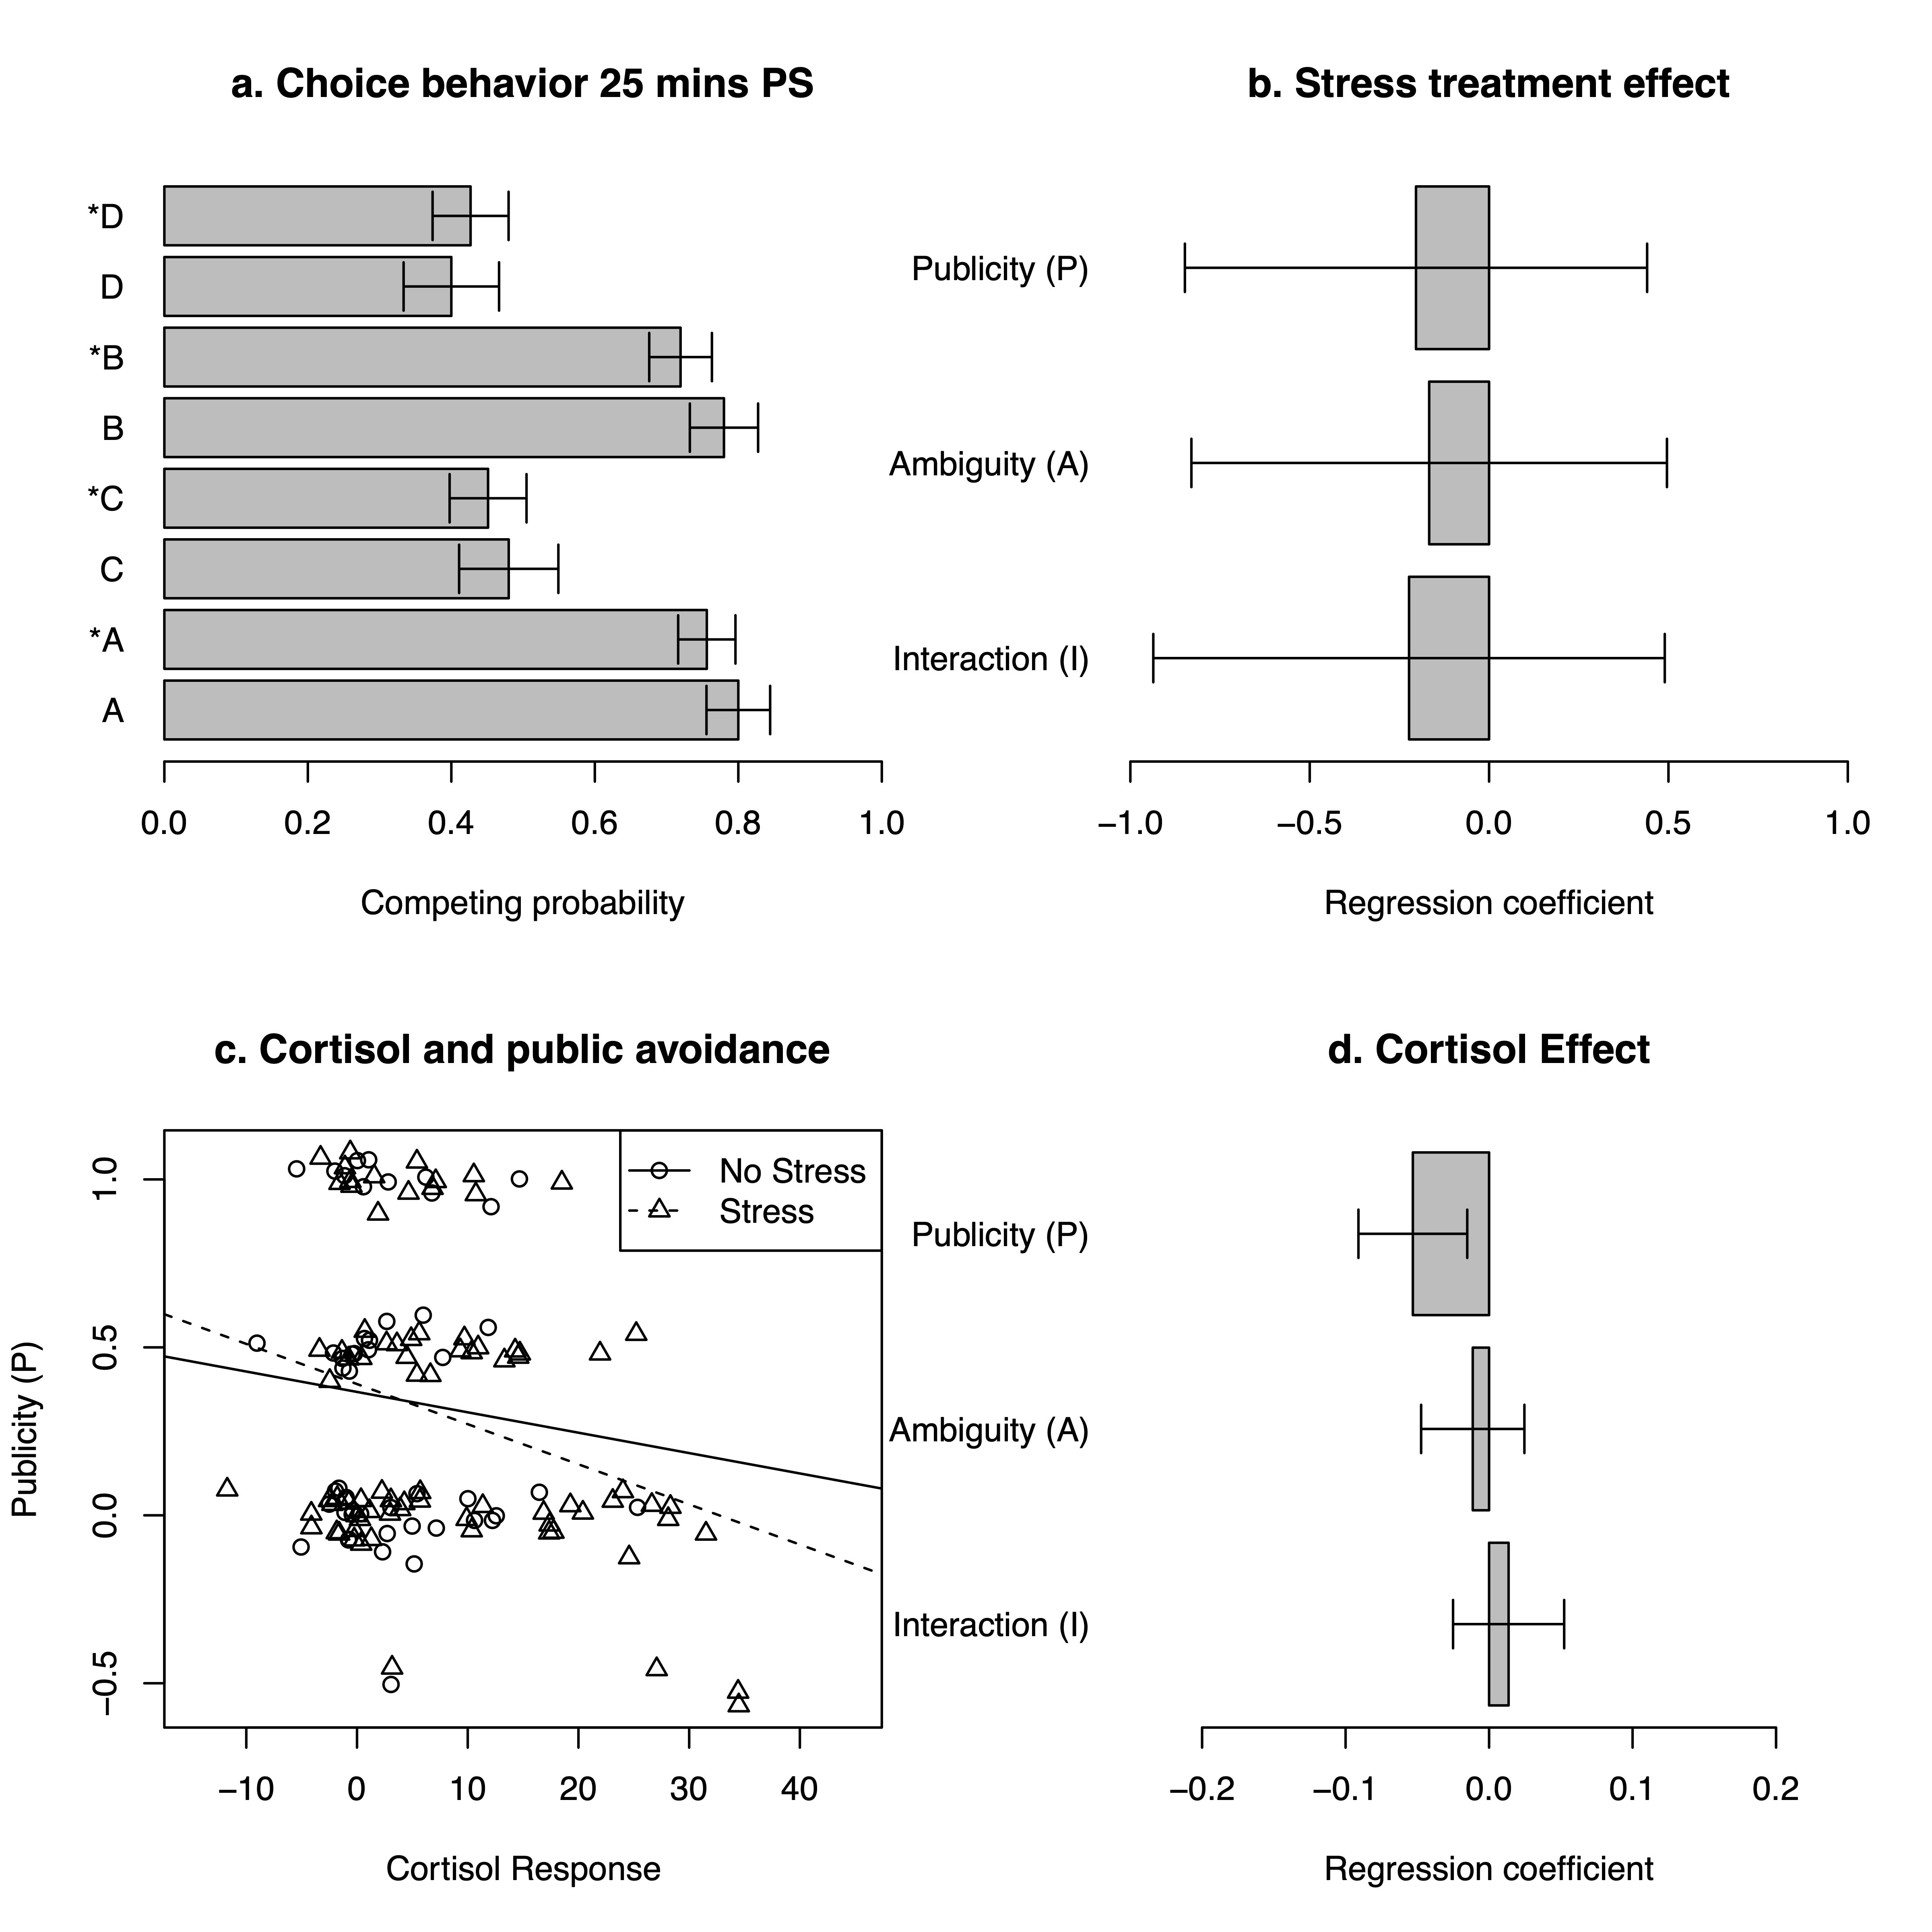 a. Choice behavior 25 mins PS
*D
D
*B
B
*C
C
*A
A
0.0 0.2 0.4 0.6 0.8 1.0
Competing probability
b. Stress treatment effect
Publicity (P)
Ambiguity (A)
Interaction (I)
−1.0 −0.5 0.0 0.5 1.0
Regression coefficient
c. Cortisol and public avoidance
No Stress
Stress
Publicity (P)
1.0
0.5
0.0
−0.5
−10 0 10 20 30 40
Cortisol Response
d. Cortisol Effect
Publicity (P)
Ambiguity (A)
Interaction (I)
−0.2 −0.1 0.0 0.1 0.2
Regression coefficient